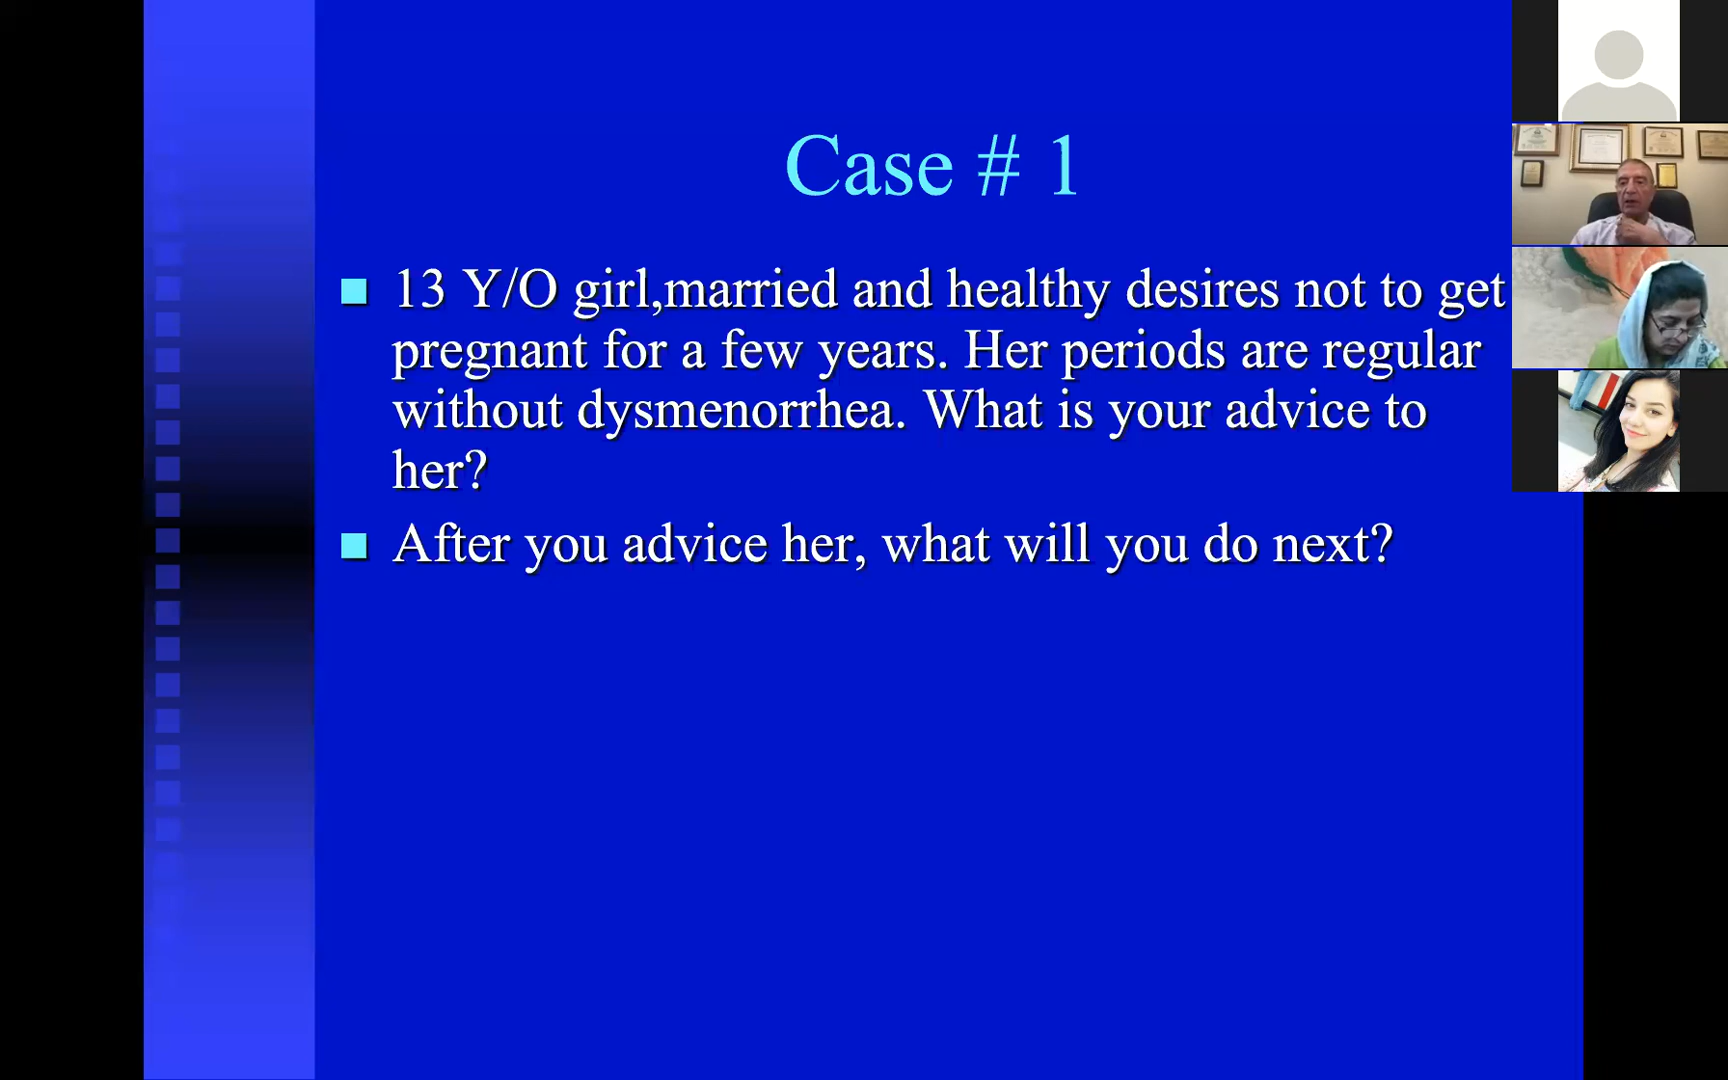 Case # 1
13 Y/O girl,married and healthy desires not to get
pregnant for a few years. Her periods are regular
without dysmenorrhea. What is your advice to
her?
After you advice her, what will you do next?